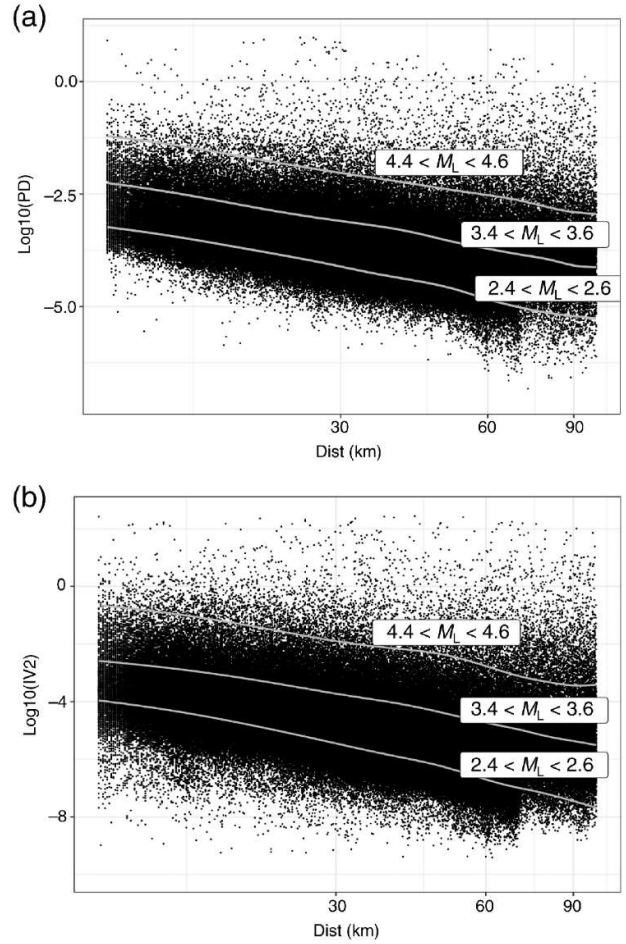 (a)
0.0
4.4 < ML < 4.6
−2.5
Log10(PD)
3.4 < ML < 3.6
2.4 < ML < 2.6
−5.0
30
60
90
Dist (km)
(b)
0
4.4 < ML < 4.6
Log10(IV2)
−4
3.4 < ML < 3.6
2.4 < ML < 2.6
−8
30
60
90
Dist (km)